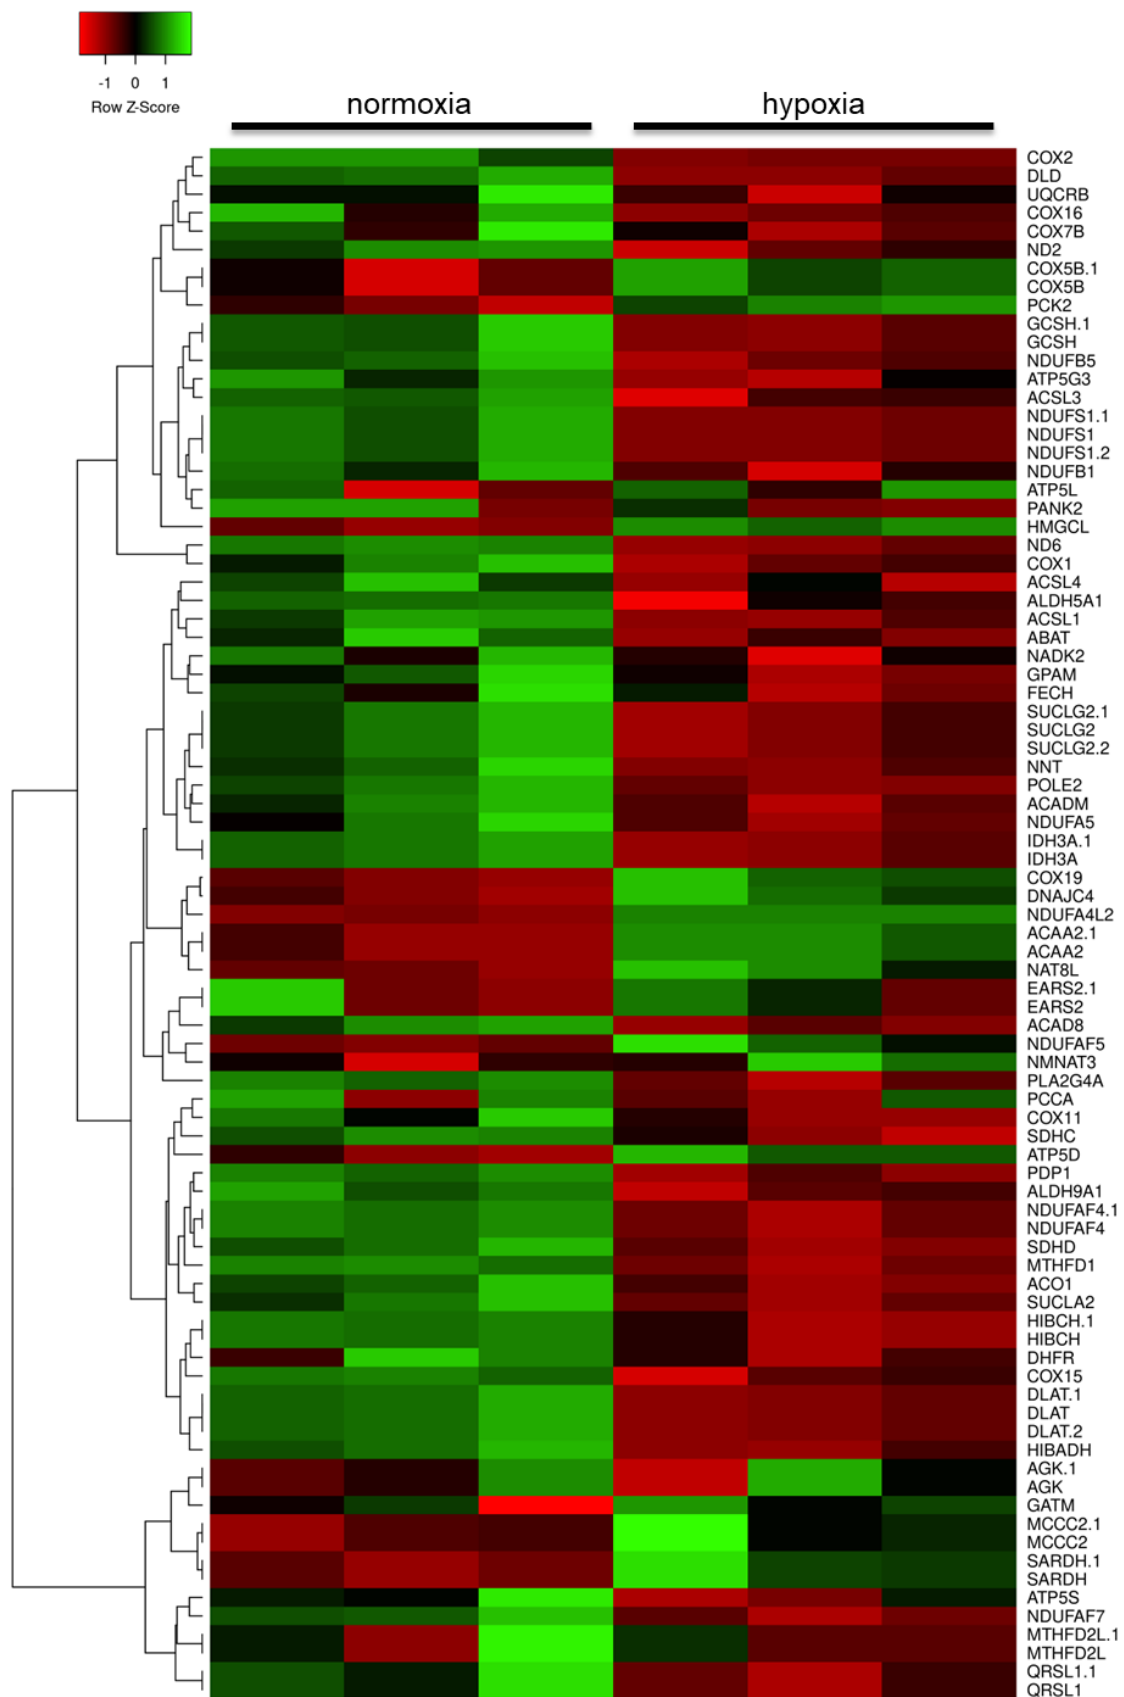 -1 0 1
Row Z-Score
normoxia hypoxia
COX2
DLD
UQCRB
COX16
COX7B
ND2
COX5B.1
COX5B
PCK2
GCSH.1
GCSH
NDUFB5
ATP5G3
ACSL3
NDUFS1.1
NDUFS1
NDUFS1.2
NDUFB1
ATP5L
PANK2
HMGCL
ND6
COX1
ACSL4
ALDH5A1
ACSL1
ABAT
NADK2
GPAM
FECH
SUCLG2.1
SUCLG2
SUCLG2.2
NNT
POLE2
ACADM
NDUFA5
IDH3A.1
IDH3A
COX19
DNAJC4
NDUFA4L2
ACAA2.1
ACAA2
NAT8L
EARS2.1
EARS2
ACAD8
NDUFAF5
NMNAT3
PLA2G4A
PCCA
COX11
SDHC
ATP5D
PDP1
ALDH9A1
NDUFAF4.1
NDUFAF4
SDHD
MTHFD1
ACO1
SUCLA2
HIBCH.1
HIBCH
DHFR
COX15
DLAT.1
DLAT
DLAT.2
HIBADH
AGK.1
AGK
GATM
MCCC2.1
MCCC2
SARDH.1
SARDH
ATP5S
NDUFAF7
MTHFD2L.1
MTHFD2L
QRSL1.1
QRSL1